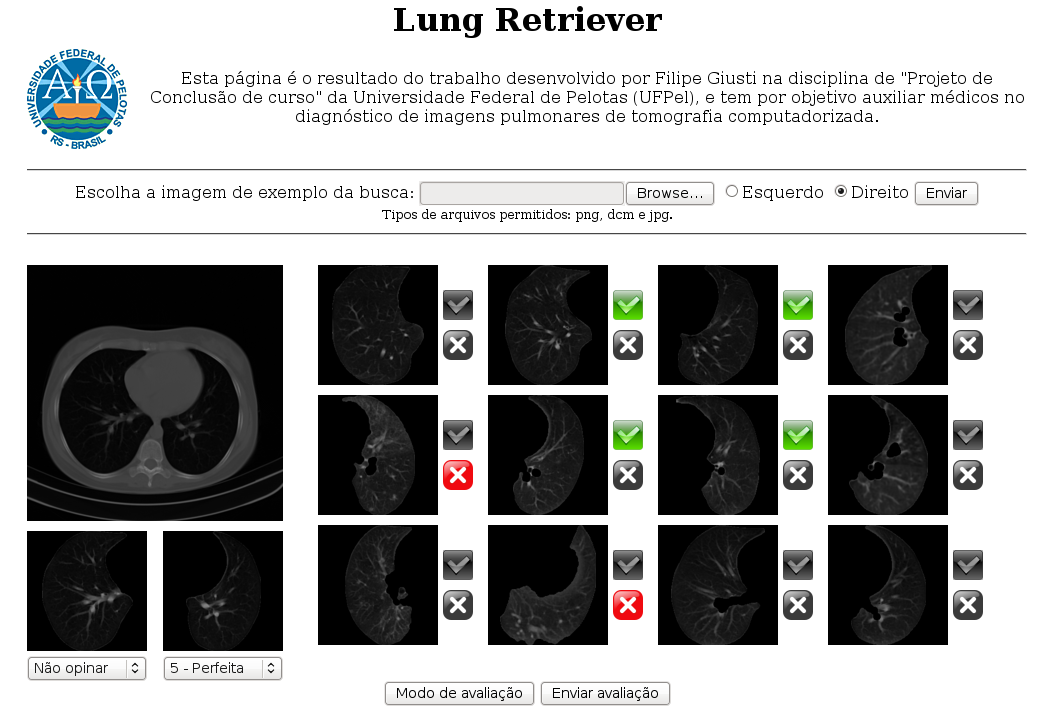 Lung Retriever
UNIVERSIDADE FEDERAL DE PELOTAS
ΑΩ
RS - BRASIL
Esta página é o resultado do trabalho desenvolvido por Filipe Giusti na disciplina de "Projeto de
Conclusão de curso" da Universidade Federal de Pelotas (UFPel), e tem por objetivo auxiliar médicos no
diagnóstico de imagens pulmonares de tomografia computadorizada.
Escolha a imagem de exemplo da busca: Browse... Esquerdo Direito Enviar
Tipos de arquivos permitidos: png, dcm e jpg.
Não opinar 5 - Perfeita
Modo de avaliação Enviar avaliação